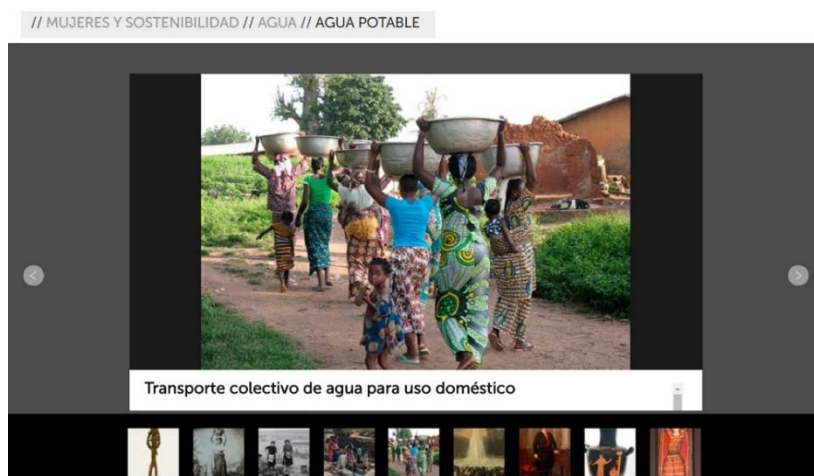 // MUJERES Y SOSTENIBILIDAD // AGUA // AGUA POTABLE
Transporte colectivo de agua para uso doméstico